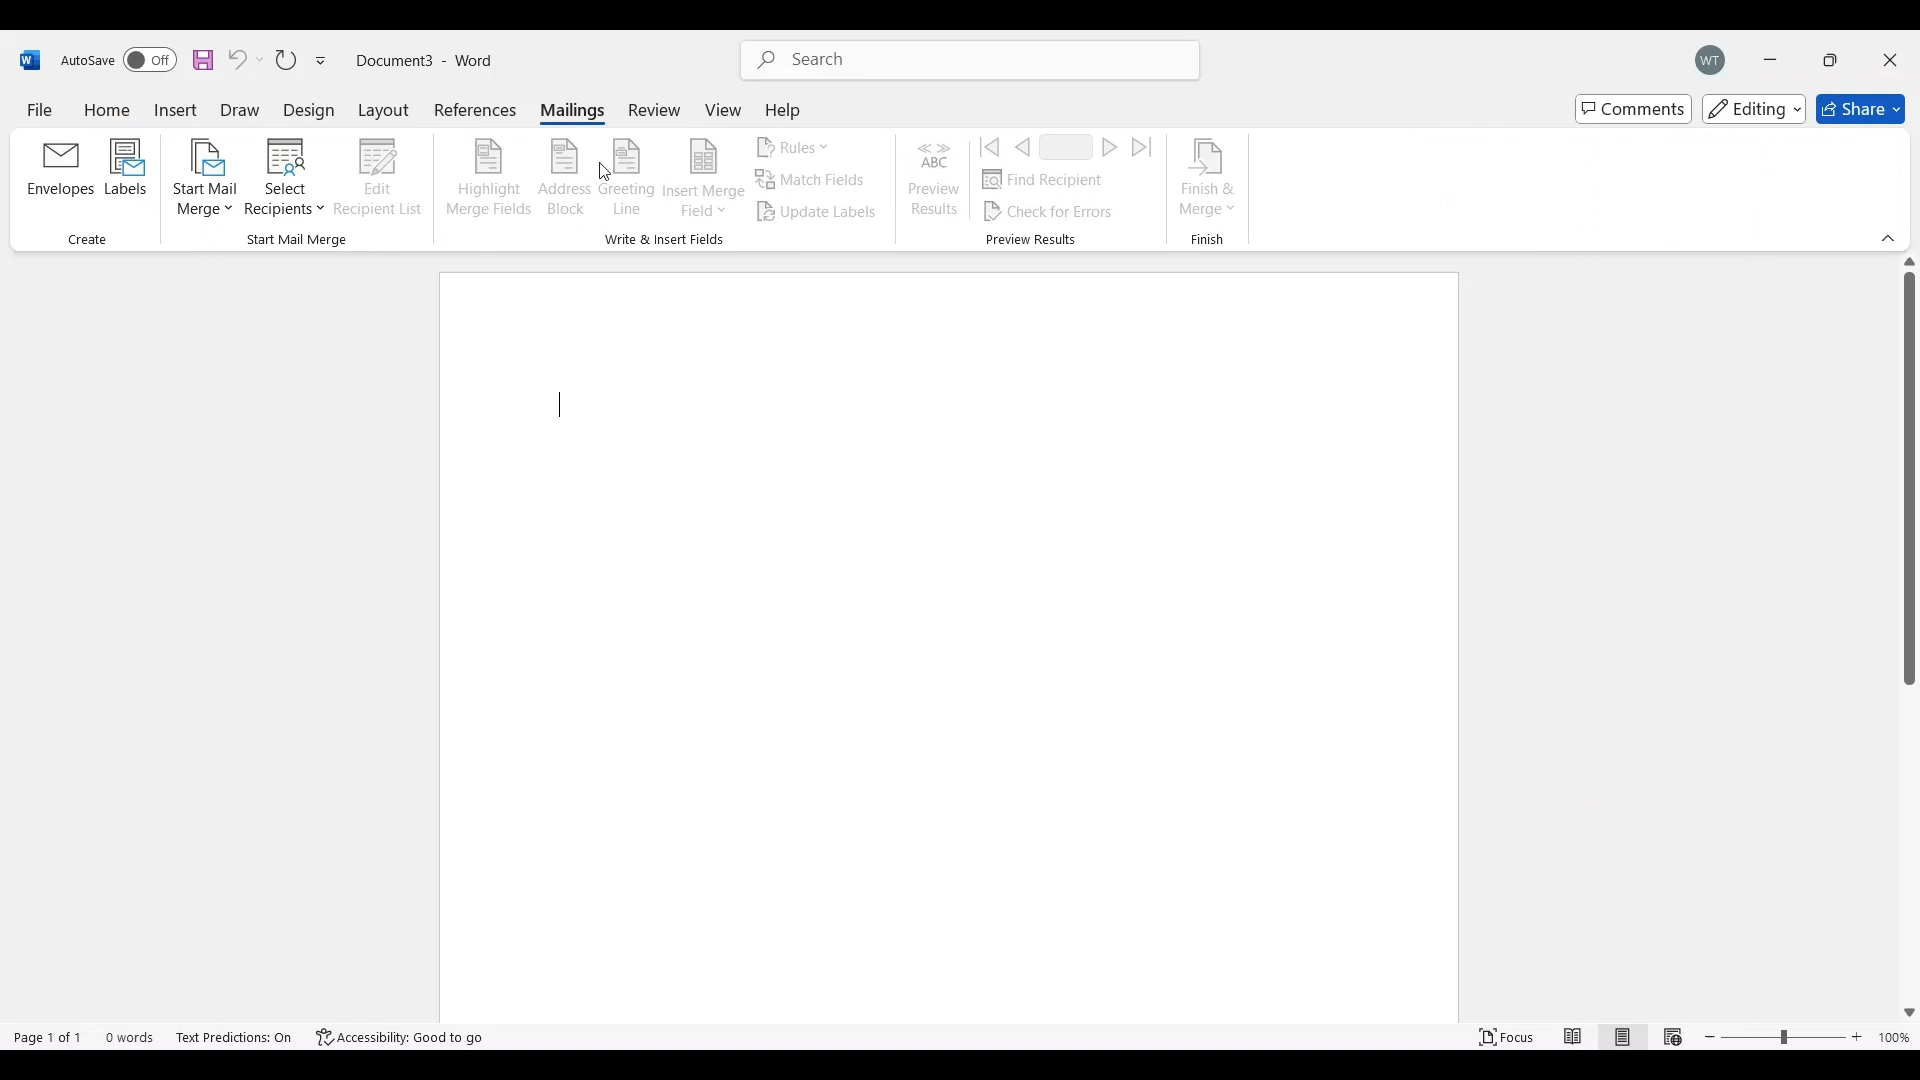 W AutoSave Off Document3 - Word Search WT
File Home Insert Draw Design Layout References Mailings Review View Help Comments Editing Share
Envelopes
Labels
Create
Start Mail
Merge
Select
Recipients
Edit
Recipient List
Start Mail Merge
Highlight
Merge Fields
Address
Block
Greeting
Line
Insert Merge
Field
Rules
Match Fields
Update Labels
Write & Insert Fields
ABC
Preview
Results
Find Recipient
Check for Errors
Preview Results
Finish &
Merge
Finish
Page 1 of 1 0 words Text Predictions: On Accessibility: Good to go Focus 100%